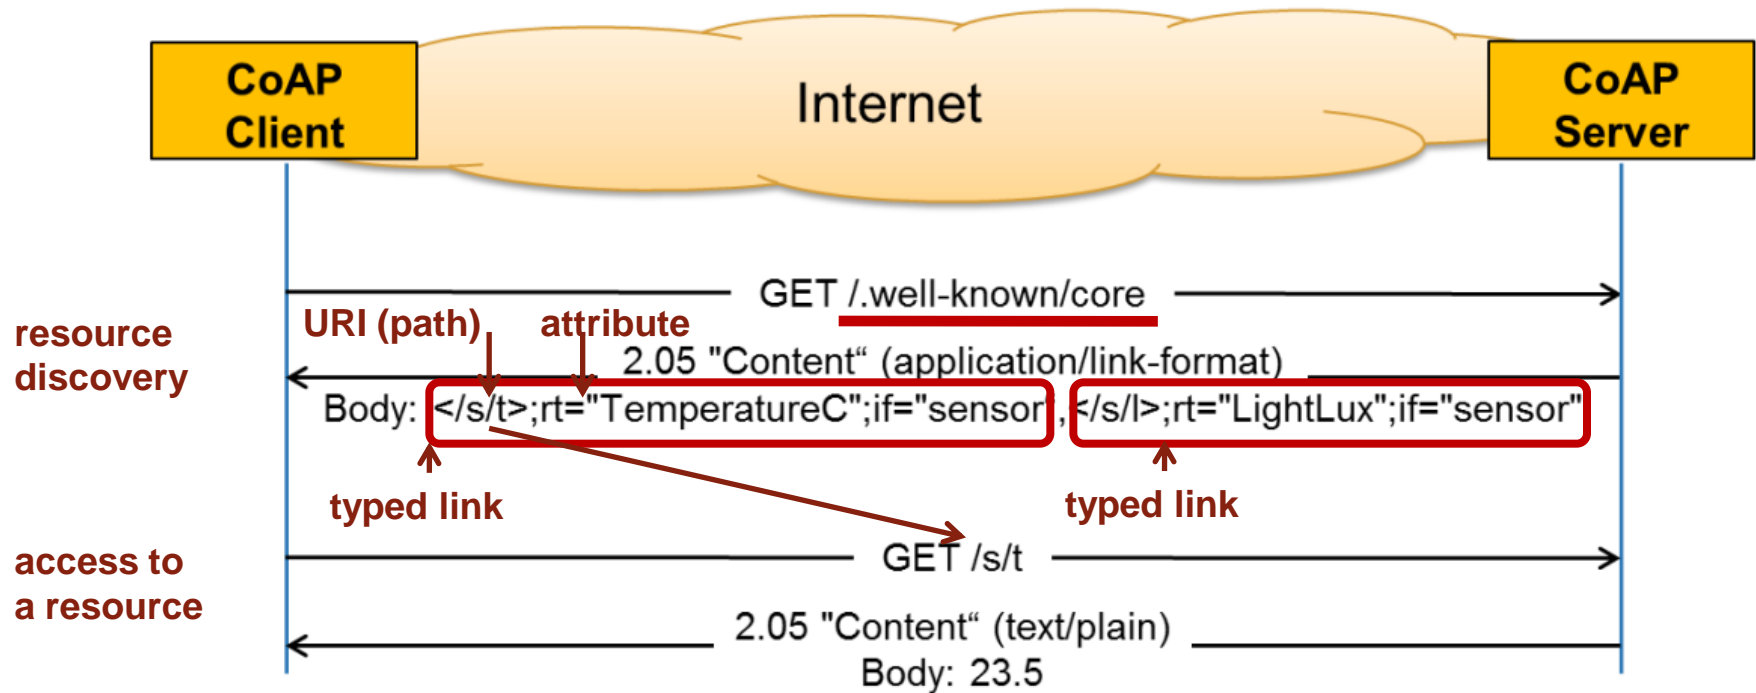 CoAP
Client
Internet
CoAP
Server
GET /.well-known/core
resource
discovery
URI (path)
attribute
2.05 "Content“ (application/link-format)
Body: </s/t>;rt="TemperatureC";if="sensor",</s/l>;rt="LightLux";if="sensor"
typed link
typed link
access to
a resource
GET /s/t
2.05 "Content“ (text/plain)
Body: 23.5